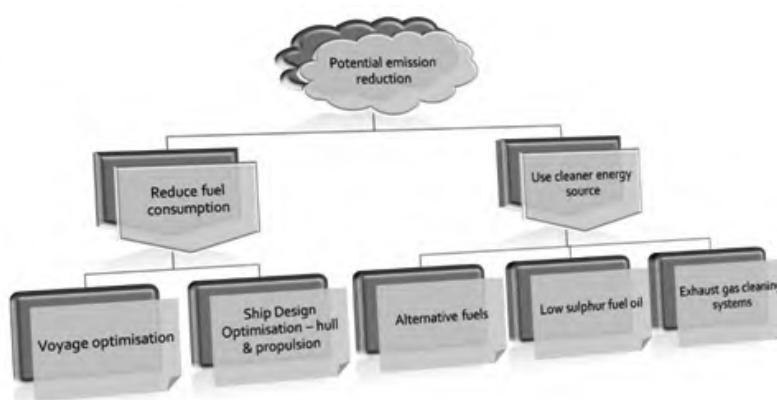 Potential emission
reduction
Reduce fuel
consumption
Use cleaner energy
source
Voyage optimisation
Ship Design
Optimisation – hull
& propulsion
Alternative fuels
Low sulphur fuel oil
Exhaust gas cleaning
systems